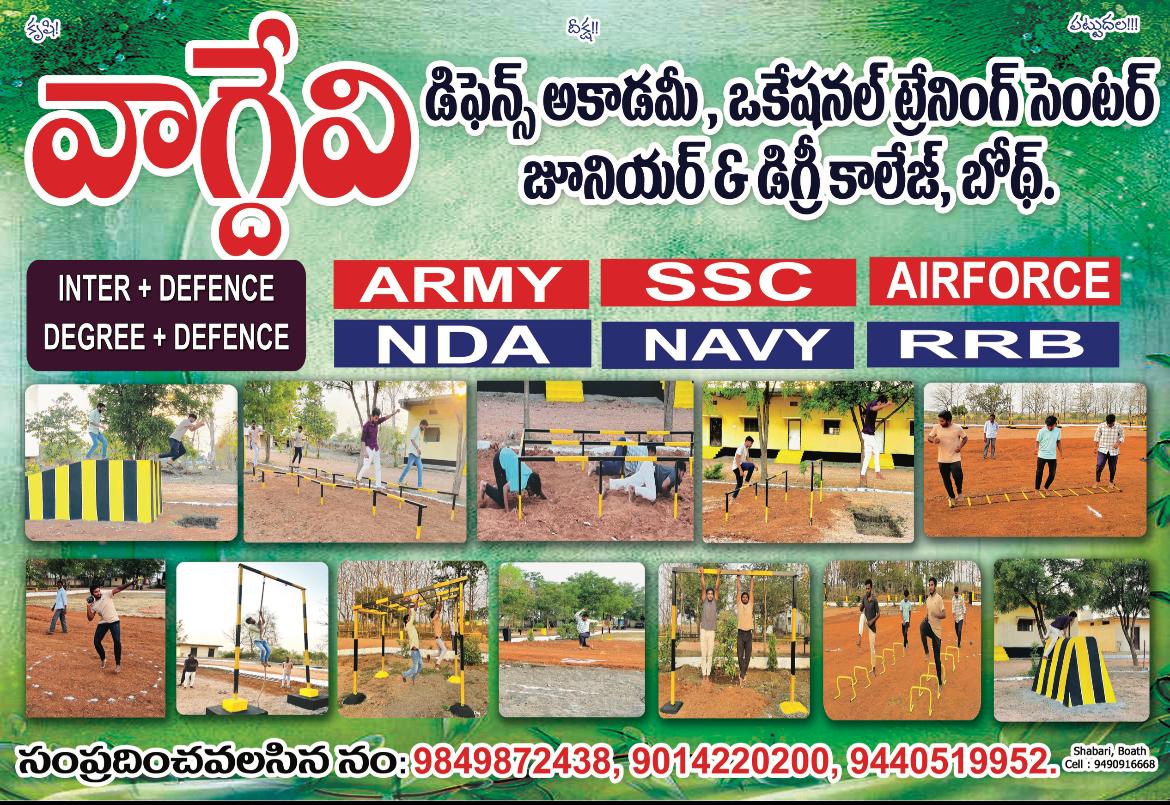 కృషి! దీక్ష!! పట్టుదల!!!
వాగ్దేవి
డిఫెన్స్ అకాడమీ, ఒకేషనల్ ట్రేనింగ్ సెంటర్
జూనియర్ & డిగ్రీ కాలేజ్, బోథ్.
INTER + DEFENCE
DEGREE + DEFENCE
ARMY SSC AIRFORCE
NDA NAVY RRB
సంప్రదించవలసిన నం: 9849872438, 9014220200, 9440519952.
Shabari, Boath
Cell : 9490916668